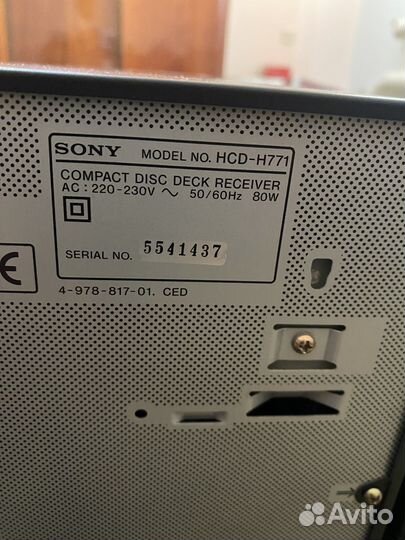 SONY MODEL NO. HCD-H771
COMPACT DISC DECK RECEIVER
AC: 220-230V ~ 50/60Hz 80W
SERIAL NO. 5541437
CE
4-978-817-01. CED
Avito